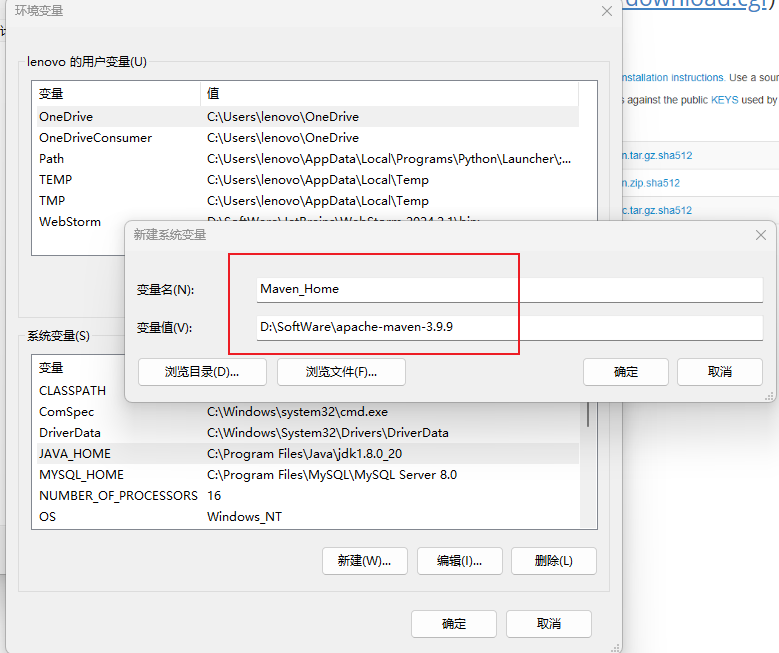 环境变量
download.cgi)
lenovo 的用户变量(U)
变量 值
nstallation instructions. Use a sour
OneDrive C:\Users\lenovo\OneDrive
s against the public KEYS used by
OneDriveConsumer C:\Users\lenovo\OneDrive
Path C:\Users\lenovo\AppData\Local\Programs\Python\Launcher\;...
n.tar.gz.sha512
TEMP C:\Users\lenovo\AppData\Local\Temp
n.zip.sha512
TMP C:\Users\lenovo\AppData\Local\Temp
c.tar.gz.sha512
WebStorm D:\SoftWare\JetBrains\WebStorm 2024.3.1\bin;
新建系统变量
变量名(N): Maven_Home
变量值(V): D:\SoftWare\apache-maven-3.9.9
浏览目录(D)... 浏览文件(F)... 确定 取消
系统变量(S)
变量
CLASSPATH
ComSpec C:\Windows\system32\cmd.exe
DriverData C:\Windows\System32\Drivers\DriverData
JAVA_HOME C:\Program Files\Java\jdk1.8.0_20
MYSQL_HOME C:\Program Files\MySQL\MySQL Server 8.0
NUMBER_OF_PROCESSORS 16
OS Windows_NT
新建(W)... 编辑(I)... 删除(L)
确定 取消